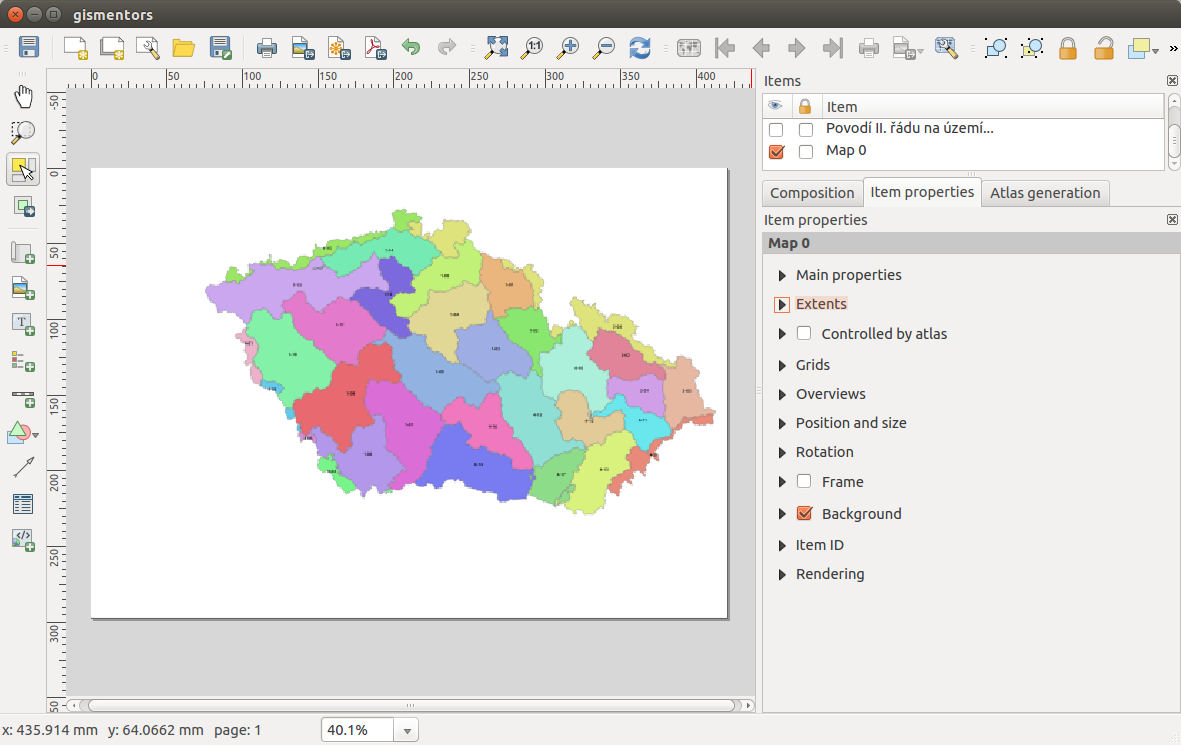 gismentors
1:1
0 50 100 150 200 250 300 350 400
-50
0
50
100
150
200
250
300
Items
Item
Povodí II. řádu na území...
Map 0
Composition Item properties Atlas generation
Item properties
Map 0
Main properties
Extents
Controlled by atlas
Grids
Overviews
Position and size
Rotation
Frame
Background
Item ID
Rendering
x: 435.914 mm y: 64.0662 mm page: 1 40.1%